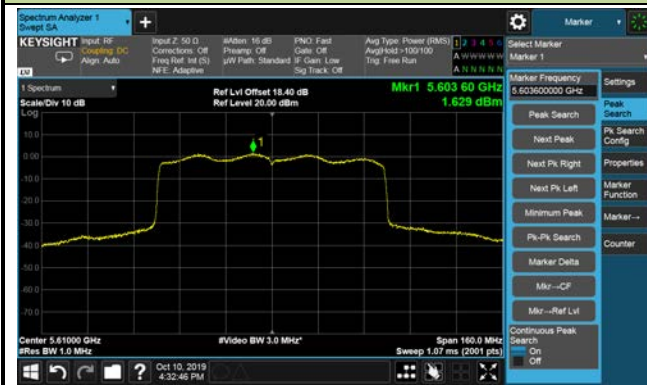 Spectrum Analyzer 1
Swept SA
Marker
KEYSIGHT
Input: RF
Coupling: DC
Align: Auto
Input Z: 50 Ω
Corrections: Off
Freq Ref: Int (S)
NFE: Adaptive
#Atten: 16 dB
Preamp: Off
µW Path: Standard
PNO: Fast
Gate: Off
IF Gain: Low
Sig Track: Off
Avg Type: Power (RMS)
Avg|Hold:>100/100
Trig: Free Run
1 2 3 4 5 6
A W W W W W
A N N N N N
Select Marker
Marker 1
LXI
1 Spectrum
Scale/Div 10 dB
Log
Ref Lvl Offset 18.40 dB
Ref Level 20.00 dBm
Mkr1 5.603 60 GHz
1.629 dBm
10.0
0.00
-10.0
-20.0
-30.0
-40.0
-50.0
-60.0
-70.0
1
Center 5.61000 GHz
#Res BW 1.0 MHz
#Video BW 3.0 MHz*
Span 160.0 MHz
Sweep 1.07 ms (2001 pts)
Marker Frequency
5.603600000 GHz
Peak Search
Next Peak
Next Pk Right
Next Pk Left
Minimum Peak
Pk-Pk Search
Marker Delta
Mkr→CF
Mkr→Ref Lvl
Continuous Peak
Search
On
Off
Settings
Peak
Search
Pk Search
Config
Properties
Marker
Function
Marker→
Counter
Oct 10, 2019
4:32:46 PM